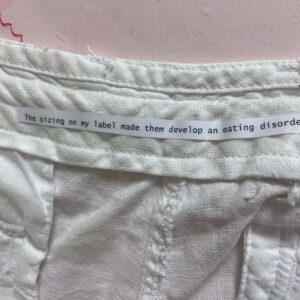 The sizing on my label made them develop an eating disorde